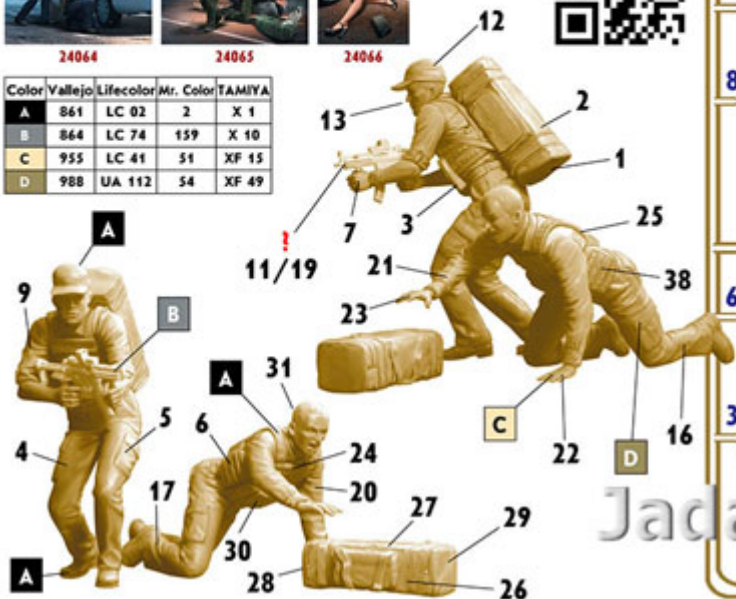 24064 24065 24066
Color Vallejo Lifecolor Mr. Color TAMIYA
A 861 LC 02 2 X 1
B 864 LC 74 159 X 10
C 955 LC 41 51 XF 15
D 988 UA 112 54 XF 49
12
8
2
13
1
7
3
25
?
11/19
21
38
A
23
6
9
B
A
31
C
22
D
16
3
5
6
4
24
17
20
27
29
Jada
30
A
28
26